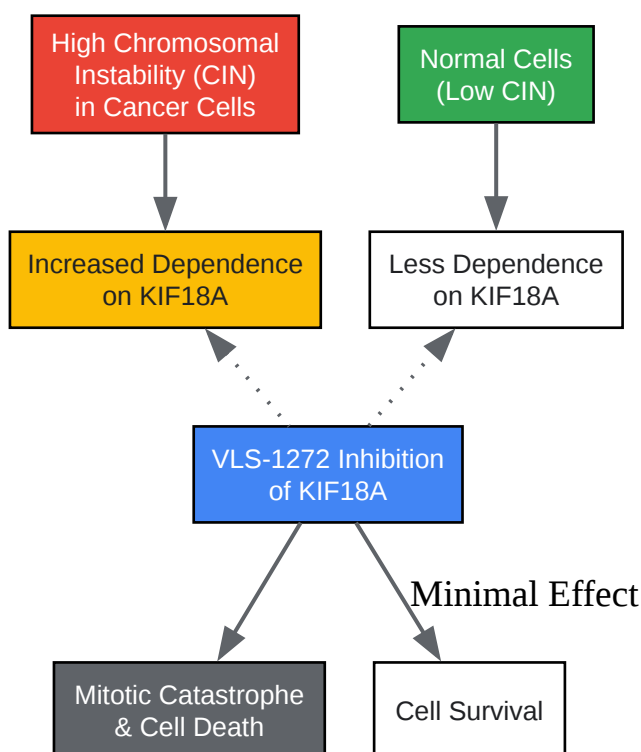 High Chromosomal
Instability (CIN)
in Cancer Cells
Normal Cells
(Low CIN)
Increased Dependence
on KIF18A
Less Dependence
on KIF18A
VLS-1272 Inhibition
of KIF18A
Minimal Effect
Mitotic Catastrophe
& Cell Death
Cell Survival